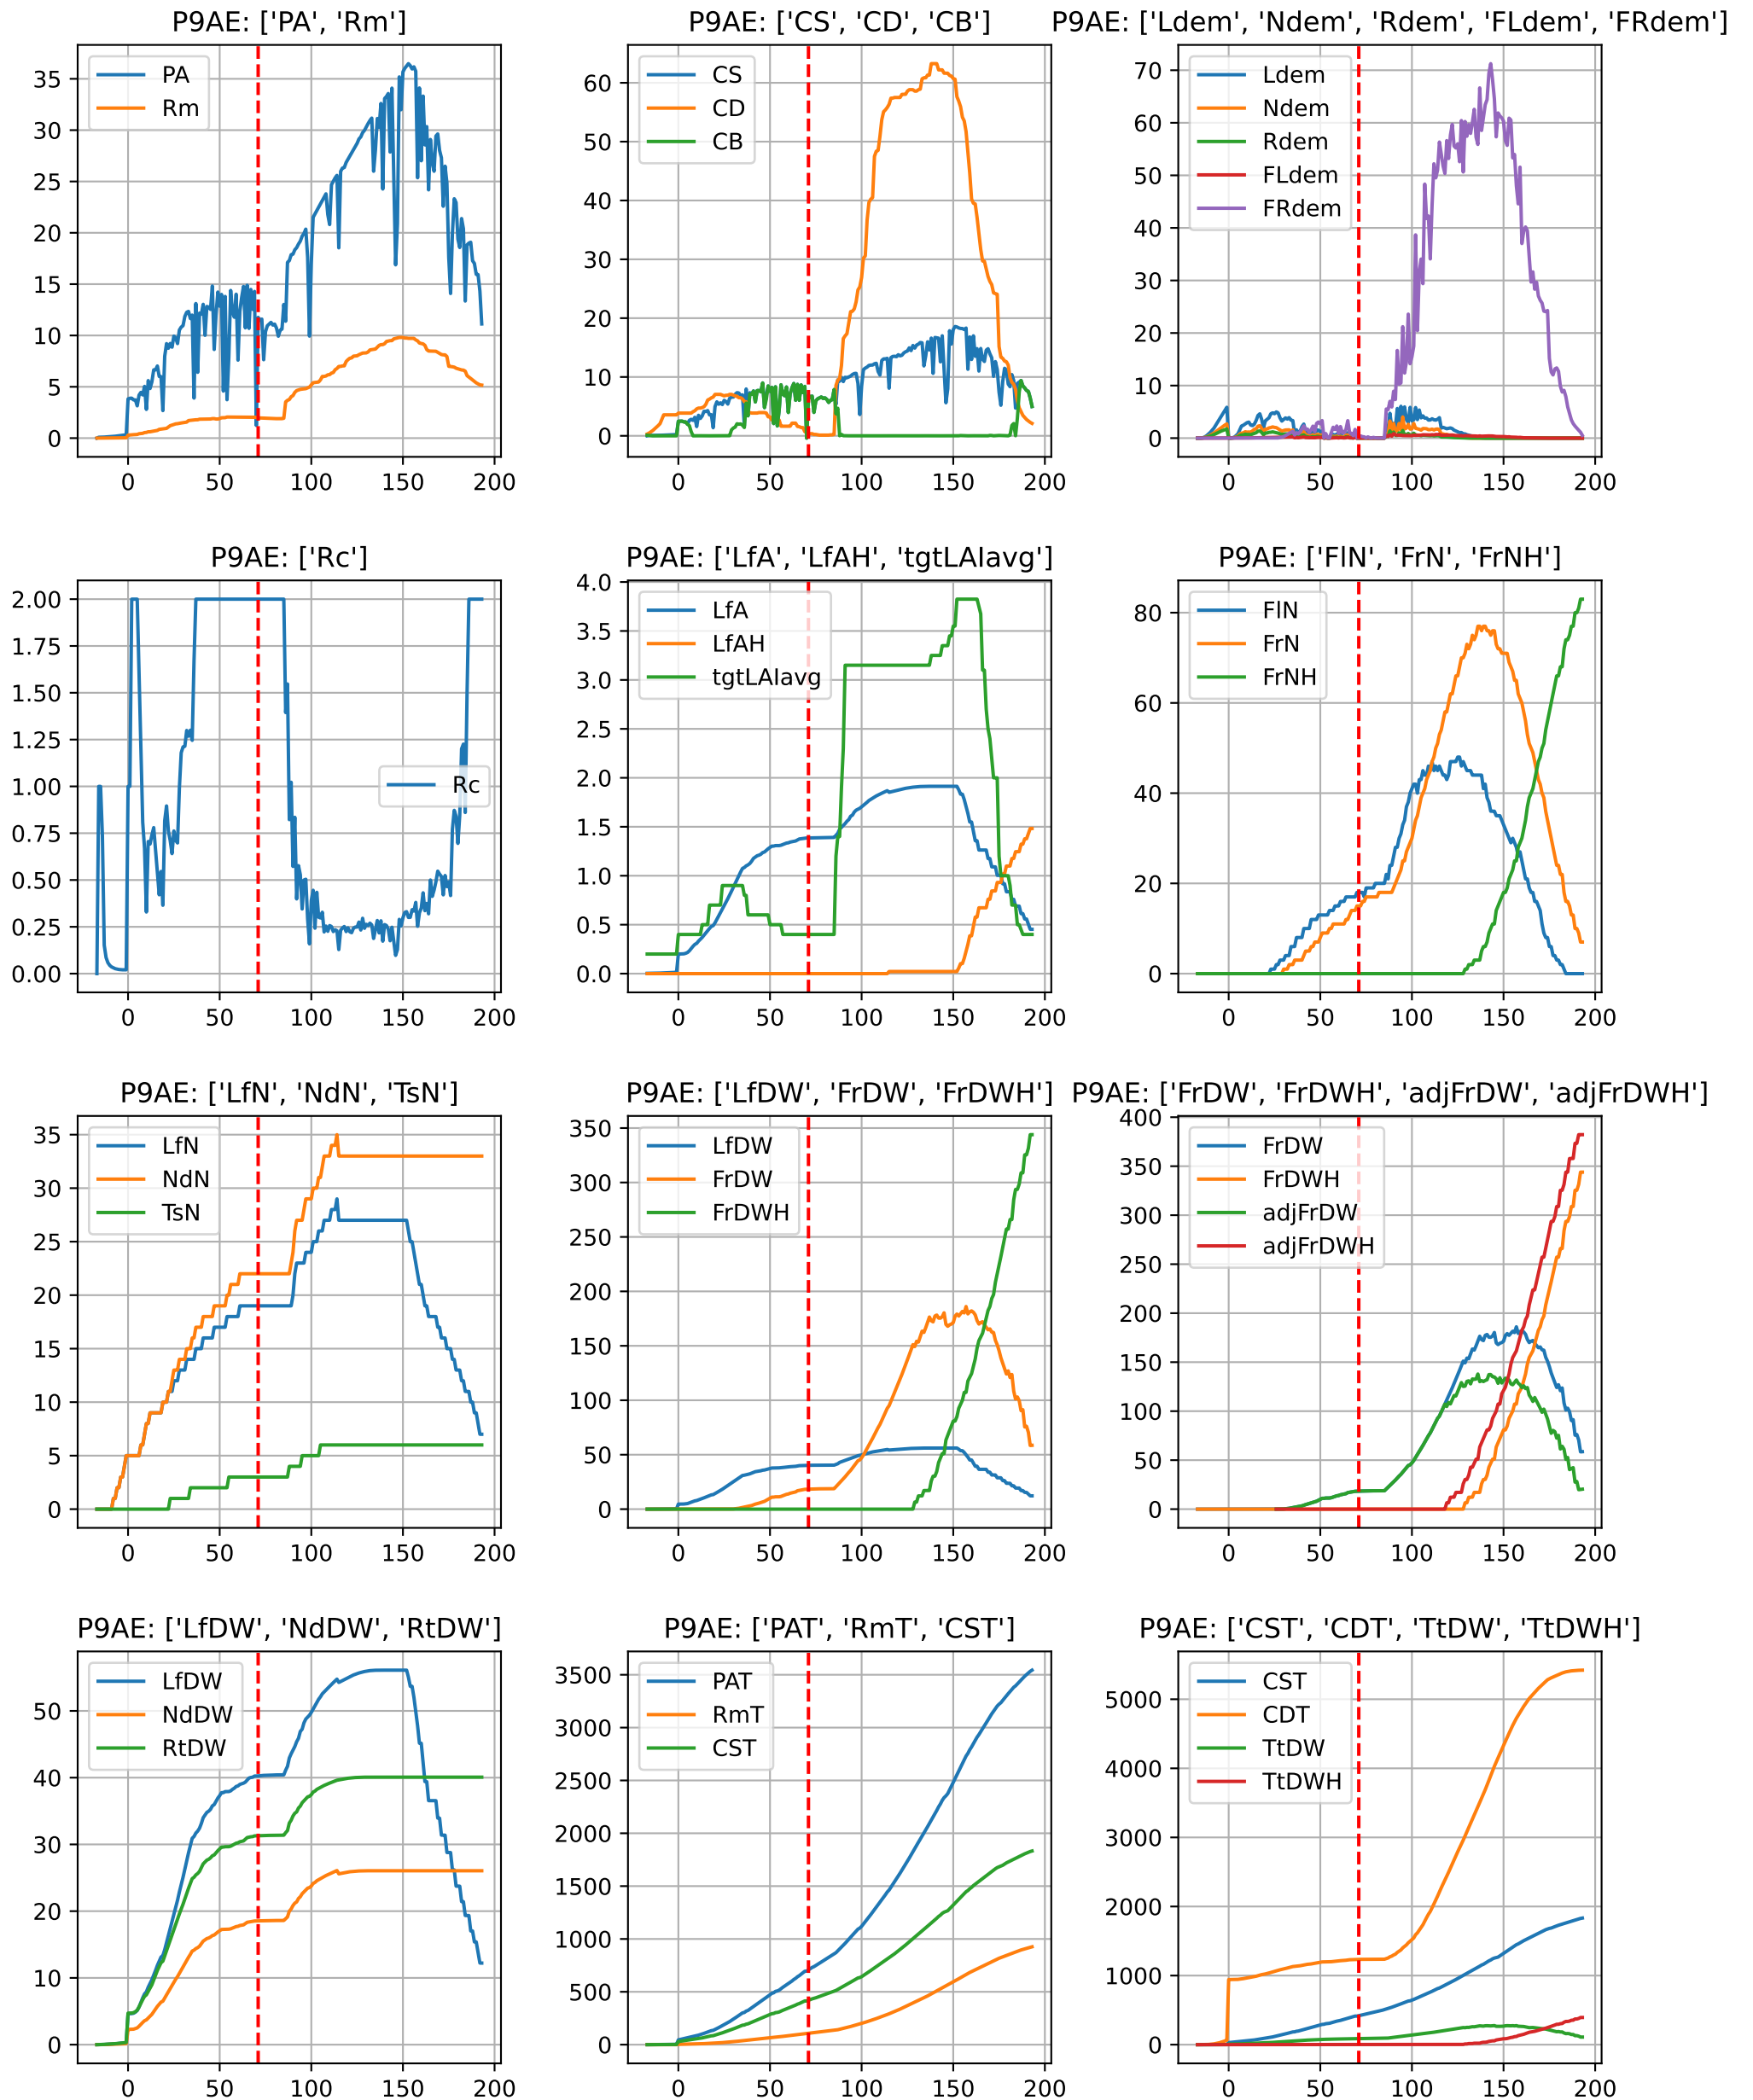 P9AE: ['PA', 'Rm']
PA
Rm
35
30
25
20
15
10
5
0
0 50 100 150 200
P9AE: ['CS', 'CD', 'CB']
CS
CD
CB
60
50
40
30
20
10
0
0 50 100 150 200
P9AE: ['Ldem', 'Ndem', 'Rdem', 'FLdem', 'FRdem']
Ldem
Ndem
Rdem
FLdem
FRdem
70
60
50
40
30
20
10
0
0 50 100 150 200
P9AE: ['Rc']
Rc
2.00
1.75
1.50
1.25
1.00
0.75
0.50
0.25
0.00
0 50 100 150 200
P9AE: ['LfA', 'LfAH', 'tgtLAIavg']
LfA
LfAH
tgtLAIavg
4.0
3.5
3.0
2.5
2.0
1.5
1.0
0.5
0.0
0 50 100 150 200
P9AE: ['FlN', 'FrN', 'FrNH']
FlN
FrN
FrNH
80
60
40
20
0
0 50 100 150 200
P9AE: ['LfN', 'NdN', 'TsN']
LfN
NdN
TsN
35
30
25
20
15
10
5
0
0 50 100 150 200
P9AE: ['LfDW', 'FrDW', 'FrDWH']
LfDW
FrDW
FrDWH
350
300
250
200
150
100
50
0
0 50 100 150 200
P9AE: ['FrDW', 'FrDWH', 'adjFrDW', 'adjFrDWH']
FrDW
FrDWH
adjFrDW
adjFrDWH
400
350
300
250
200
150
100
50
0
0 50 100 150 200
P9AE: ['LfDW', 'NdDW', 'RtDW']
LfDW
NdDW
RtDW
50
40
30
20
10
0
0 50 100 150 200
P9AE: ['PAT', 'RmT', 'CST']
PAT
RmT
CST
3500
3000
2500
2000
1500
1000
500
0
0 50 100 150 200
P9AE: ['CST', 'CDT', 'TtDW', 'TtDWH']
CST
CDT
TtDW
TtDWH
5000
4000
3000
2000
1000
0
0 50 100 150 200